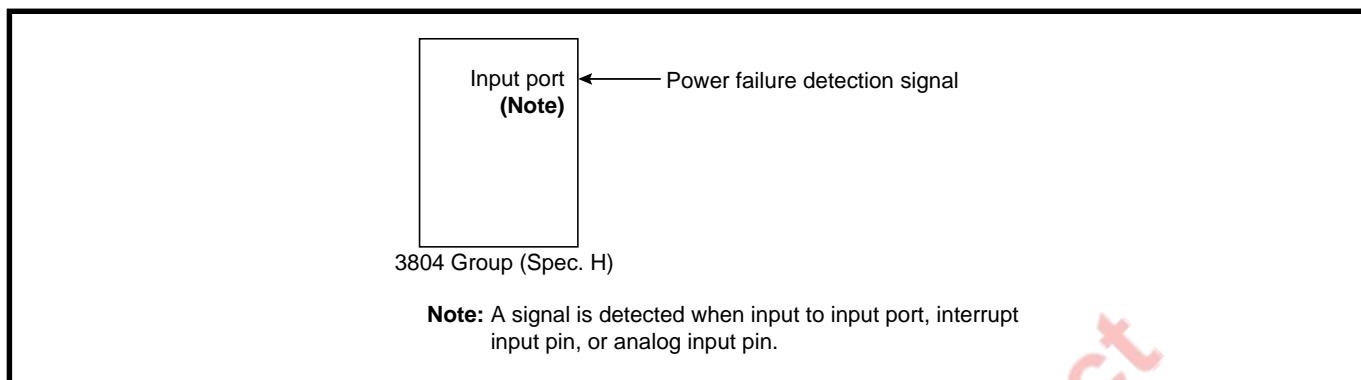 Input port
(Note)
Power failure detection signal
3804 Group (Spec. H)
Note: A signal is detected when input to input port, interrupt
input pin, or analog input pin.
ct